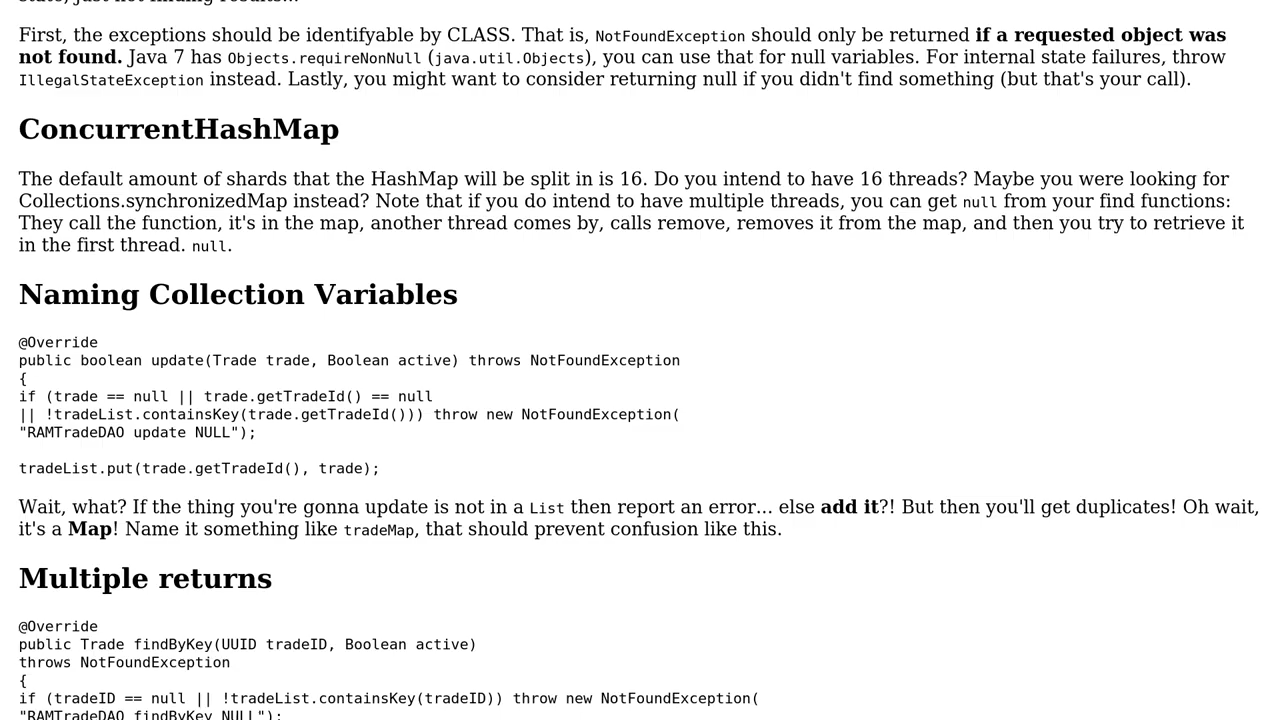 First, the exceptions should be identifyable by CLASS. That is, NotFoundException should only be returned if a requested object was
not found. Java 7 has Objects.requireNonNull (java.util.Objects), you can use that for null variables. For internal state failures, throw
IllegalStateException instead. Lastly, you might want to consider returning null if you didn't find something (but that's your call).
ConcurrentHashMap
The default amount of shards that the HashMap will be split in is 16. Do you intend to have 16 threads? Maybe you were looking for
Collections.synchronizedMap instead? Note that if you do intend to have multiple threads, you can get null from your find functions:
They call the function, it's in the map, another thread comes by, calls remove, removes it from the map, and then you try to retrieve it
in the first thread. null.
Naming Collection Variables
@Override
public boolean update(Trade trade, Boolean active) throws NotFoundException
{
if (trade == null || trade.getTradeId() == null
|| !tradeList.containsKey(trade.getTradeId())) throw new NotFoundException(
"RAMTradeDAO update NULL");
tradeList.put(trade.getTradeId(), trade);
Wait, what? If the thing you're gonna update is not in a List then report an error... else add it?! But then you'll get duplicates! Oh wait,
it's a Map! Name it something like tradeMap, that should prevent confusion like this.
Multiple returns
@Override
public Trade findByKey(UUID tradeID, Boolean active)
throws NotFoundException
{
if (tradeID == null || !tradeList.containsKey(tradeID)) throw new NotFoundException(
"RAMTradeDAO findByKey NULL");